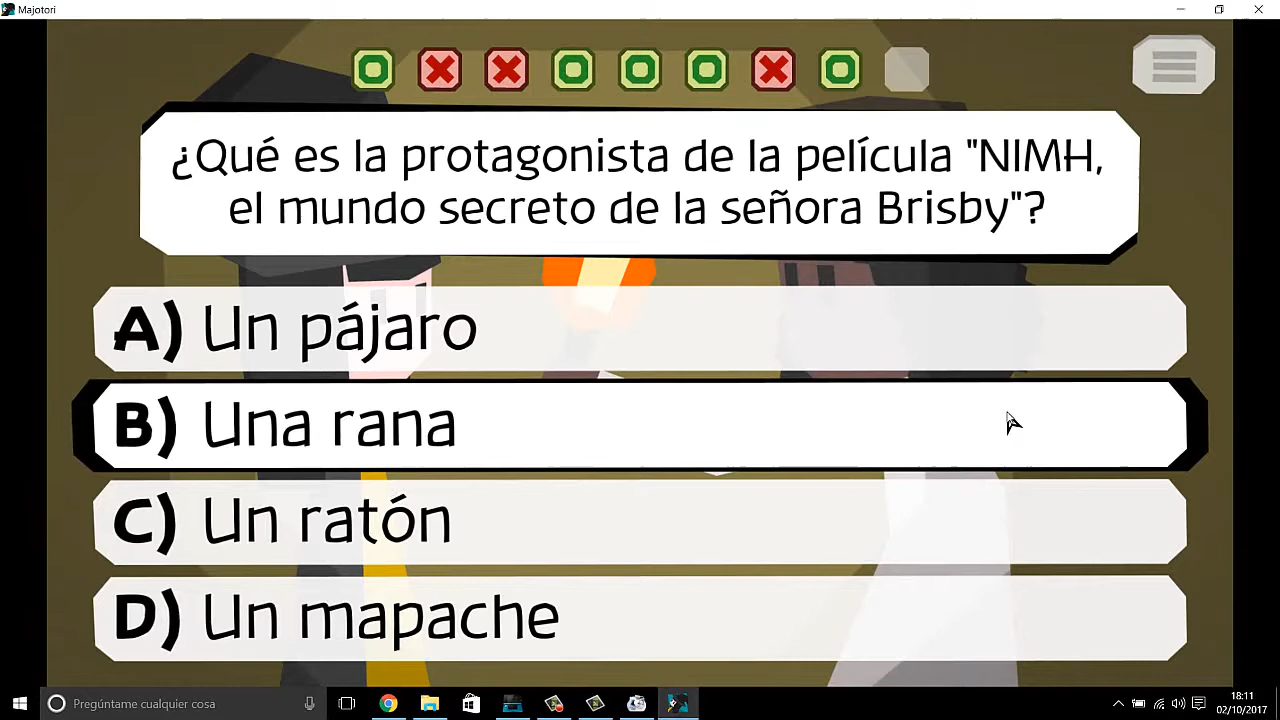 Majotori
¿Qué es la protagonista de la película "NIMH,
el mundo secreto de la señora Brisby"?
A) Un pájaro
B) Una rana
C) Un ratón
D) Un mapache
Pregúntame cualquier cosa
18:11
02/10/2017